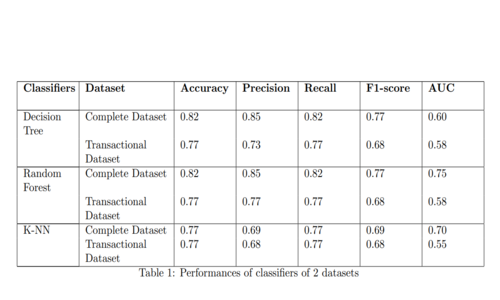 Classifiers Dataset Accuracy Precision Recall F1-score AUC
Decision Complete Dataset 0.82 0.85 0.82 0.77 0.60
Tree
Transactional 0.77 0.73 0.77 0.68 0.58
Dataset
Random Complete Dataset 0.82 0.85 0.82 0.77 0.75
Forest
Transactional 0.77 0.77 0.77 0.68 0.58
Dataset
K-NN Complete Dataset 0.77 0.69 0.77 0.69 0.70
Transactional 0.77 0.68 0.77 0.68 0.55
Dataset
Table 1: Performances of classifiers of 2 datasets